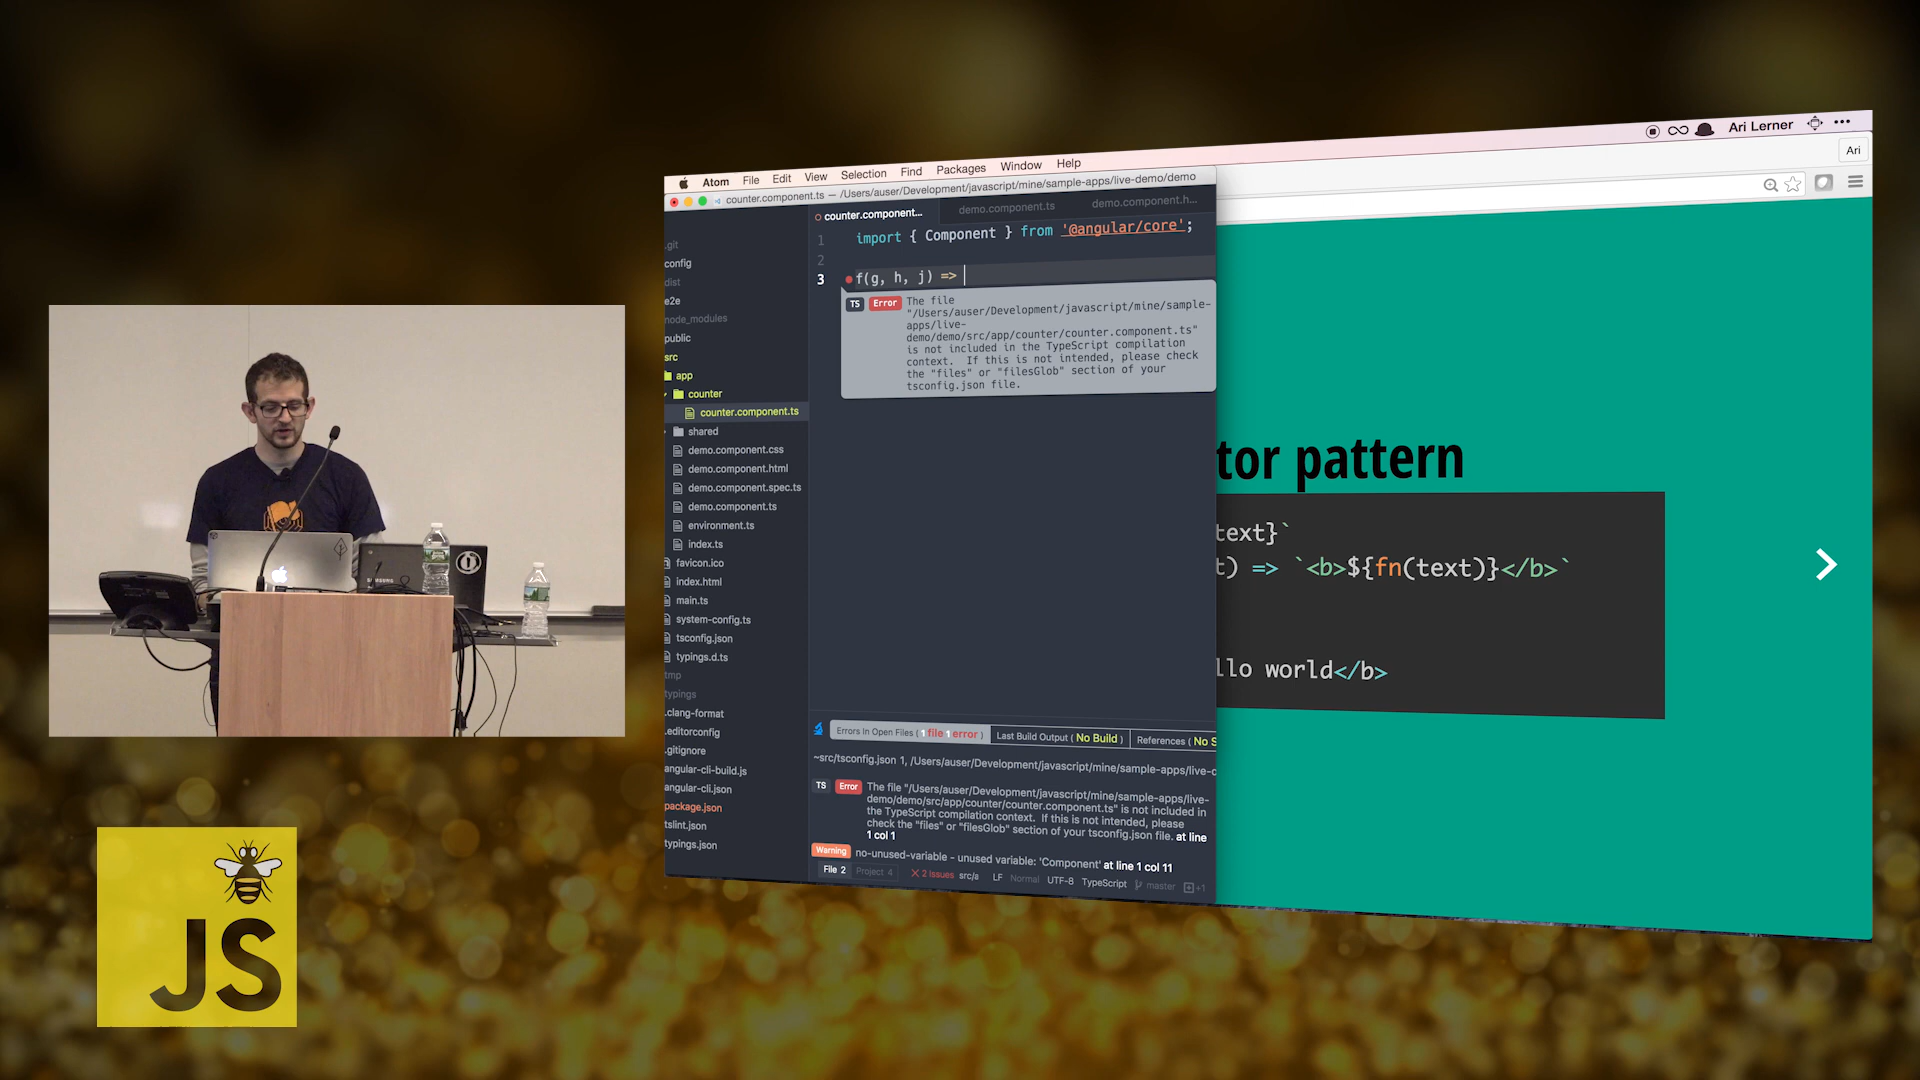 Ari Lerner
Ari
Atom File Edit View Selection Find Packages Window Help
counter.component.ts — /Users/auser/Development/javascript/mine/sample-apps/live-demo/demo
counter.component...
demo.component.ts
demo.component.h...
1 import { Component } from '@angular/core';
2
3 f(g, h, j) =>
TS Error The file
"/Users/auser/Development/javascript/mine/sample-
apps/live-
demo/demo/src/app/counter/counter.component.ts"
is not included in the TypeScript compilation
context. If this is not intended, please check
the "files" or "filesGlob" section of your
tsconfig.json file.
.git
config
dist
e2e
node_modules
public
src
app
counter
counter.component.ts
shared
demo.component.css
demo.component.html
demo.component.spec.ts
demo.component.ts
environment.ts
index.ts
favicon.ico
index.html
main.ts
system-config.ts
tsconfig.json
typings.d.ts
tmp
typings
.clang-format
.editorconfig
.gitignore
angular-cli-build.js
angular-cli.json
package.json
tslint.json
typings.json
Errors In Open Files ( 1 file 1 error )
Last Build Output ( No Build )
References ( No S
~src/tsconfig.json 1, /Users/auser/Development/javascript/mine/sample-apps/live-
TS Error The file "/Users/auser/Development/javascript/mine/sample-apps/live-
demo/demo/src/app/counter/counter.component.ts" is not included in
the TypeScript compilation context. If this is not intended, please
check the "files" or "filesGlob" section of your tsconfig.json file. at line
1 col 1
Warning no-unused-variable - unused variable: 'Component' at line 1 col 11
File 2 Project 4 2 issues src/a LF Normal UTF-8 TypeScript master +1
tor pattern
text}`
t) => `<b>${fn(text)}</b>`
llo world</b>
SAMSUNG
JS